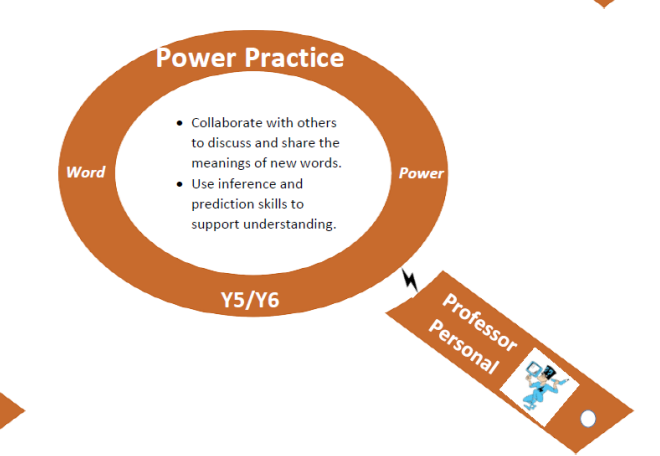 Power Practice
• Collaborate with others
to discuss and share the
meanings of new words.
• Use inference and
prediction skills to
support understanding.
Word
Power
Y5/Y6
Professor
Personal